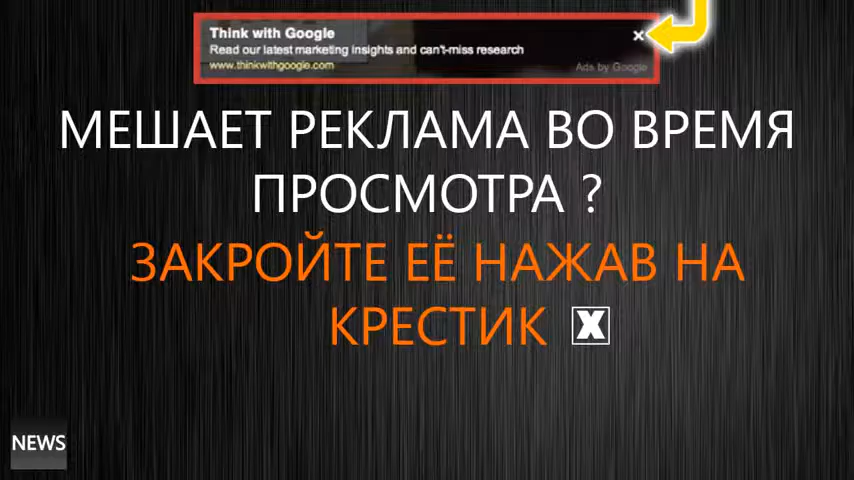 Think with Google
Read our latest marketing insights and can't-miss research
www.thinkwithgoogle.com
Ads by Google
МЕШАЕТ РЕКЛАМА ВО ВРЕМЯ
ПРОСМОТРА ?
ЗАКРОЙТЕ ЕЁ НАЖАВ НА
КРЕСТИК X
NEWS